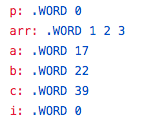 p: .WORD 0
arr: .WORD 1 2 3
a: .WORD 17
b: .WORD 22
c: .WORD 39
i: .WORD 0